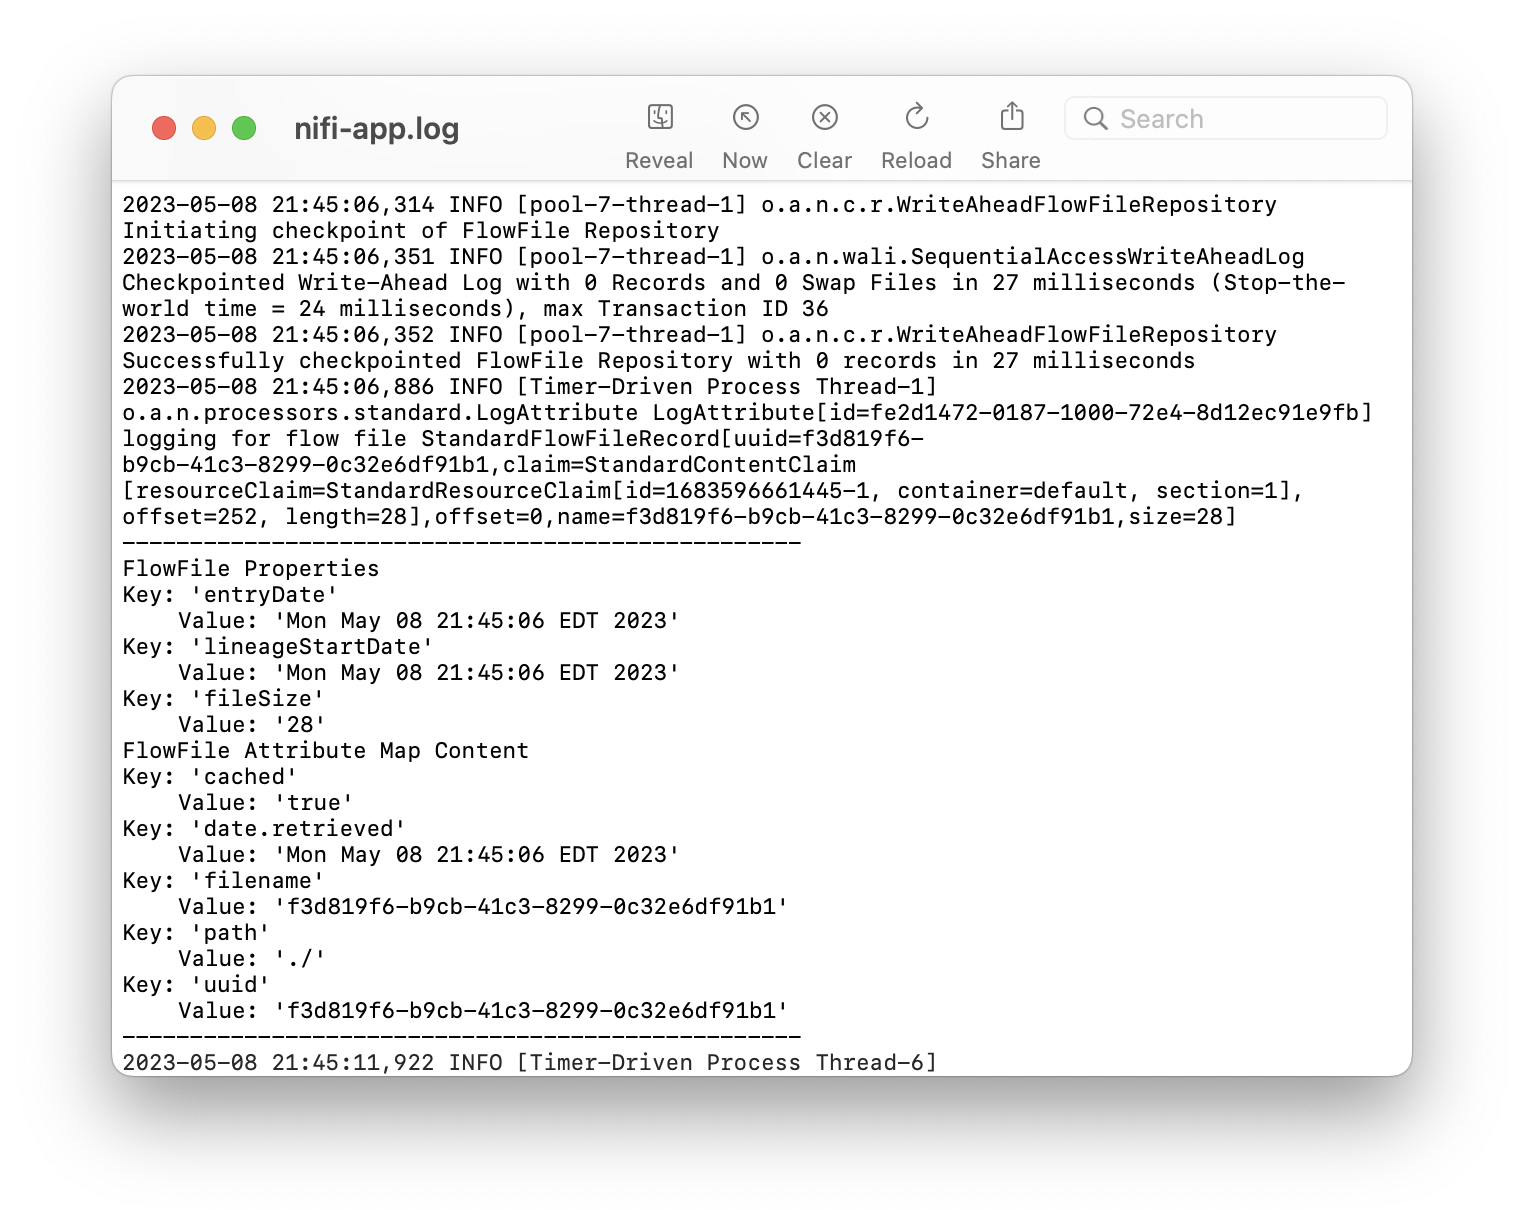 nifi-app.log
Reveal Now Clear Reload Share
Search
2023-05-08 21:45:06,314 INFO [pool-7-thread-1] o.a.n.c.r.WriteAheadFlowFileRepository
Initiating checkpoint of FlowFile Repository
2023-05-08 21:45:06,351 INFO [pool-7-thread-1] o.a.n.wali.SequentialAccessWriteAheadLog
Checkpointed Write-Ahead Log with 0 Records and 0 Swap Files in 27 milliseconds (Stop-the-
world time = 24 milliseconds), max Transaction ID 36
2023-05-08 21:45:06,352 INFO [pool-7-thread-1] o.a.n.c.r.WriteAheadFlowFileRepository
Successfully checkpointed FlowFile Repository with 0 records in 27 milliseconds
2023-05-08 21:45:06,886 INFO [Timer-Driven Process Thread-1]
o.a.n.processors.standard.LogAttribute LogAttribute[id=fe2d1472-0187-1000-72e4-8d12ec91e9fb]
logging for flow file StandardFlowFileRecord[uuid=f3d819f6-
b9cb-41c3-8299-0c32e6df91b1,claim=StandardContentClaim
[resourceClaim=StandardResourceClaim[id=1683596661445-1, container=default, section=1],
offset=252, length=28],offset=0,name=f3d819f6-b9cb-41c3-8299-0c32e6df91b1,size=28]
--------------------------------------------------
FlowFile Properties
Key: 'entryDate'
    Value: 'Mon May 08 21:45:06 EDT 2023'
Key: 'lineageStartDate'
    Value: 'Mon May 08 21:45:06 EDT 2023'
Key: 'fileSize'
    Value: '28'
FlowFile Attribute Map Content
Key: 'cached'
    Value: 'true'
Key: 'date.retrieved'
    Value: 'Mon May 08 21:45:06 EDT 2023'
Key: 'filename'
    Value: 'f3d819f6-b9cb-41c3-8299-0c32e6df91b1'
Key: 'path'
    Value: './'
Key: 'uuid'
    Value: 'f3d819f6-b9cb-41c3-8299-0c32e6df91b1'
--------------------------------------------------
2023-05-08 21:45:11,922 INFO [Timer-Driven Process Thread-6]